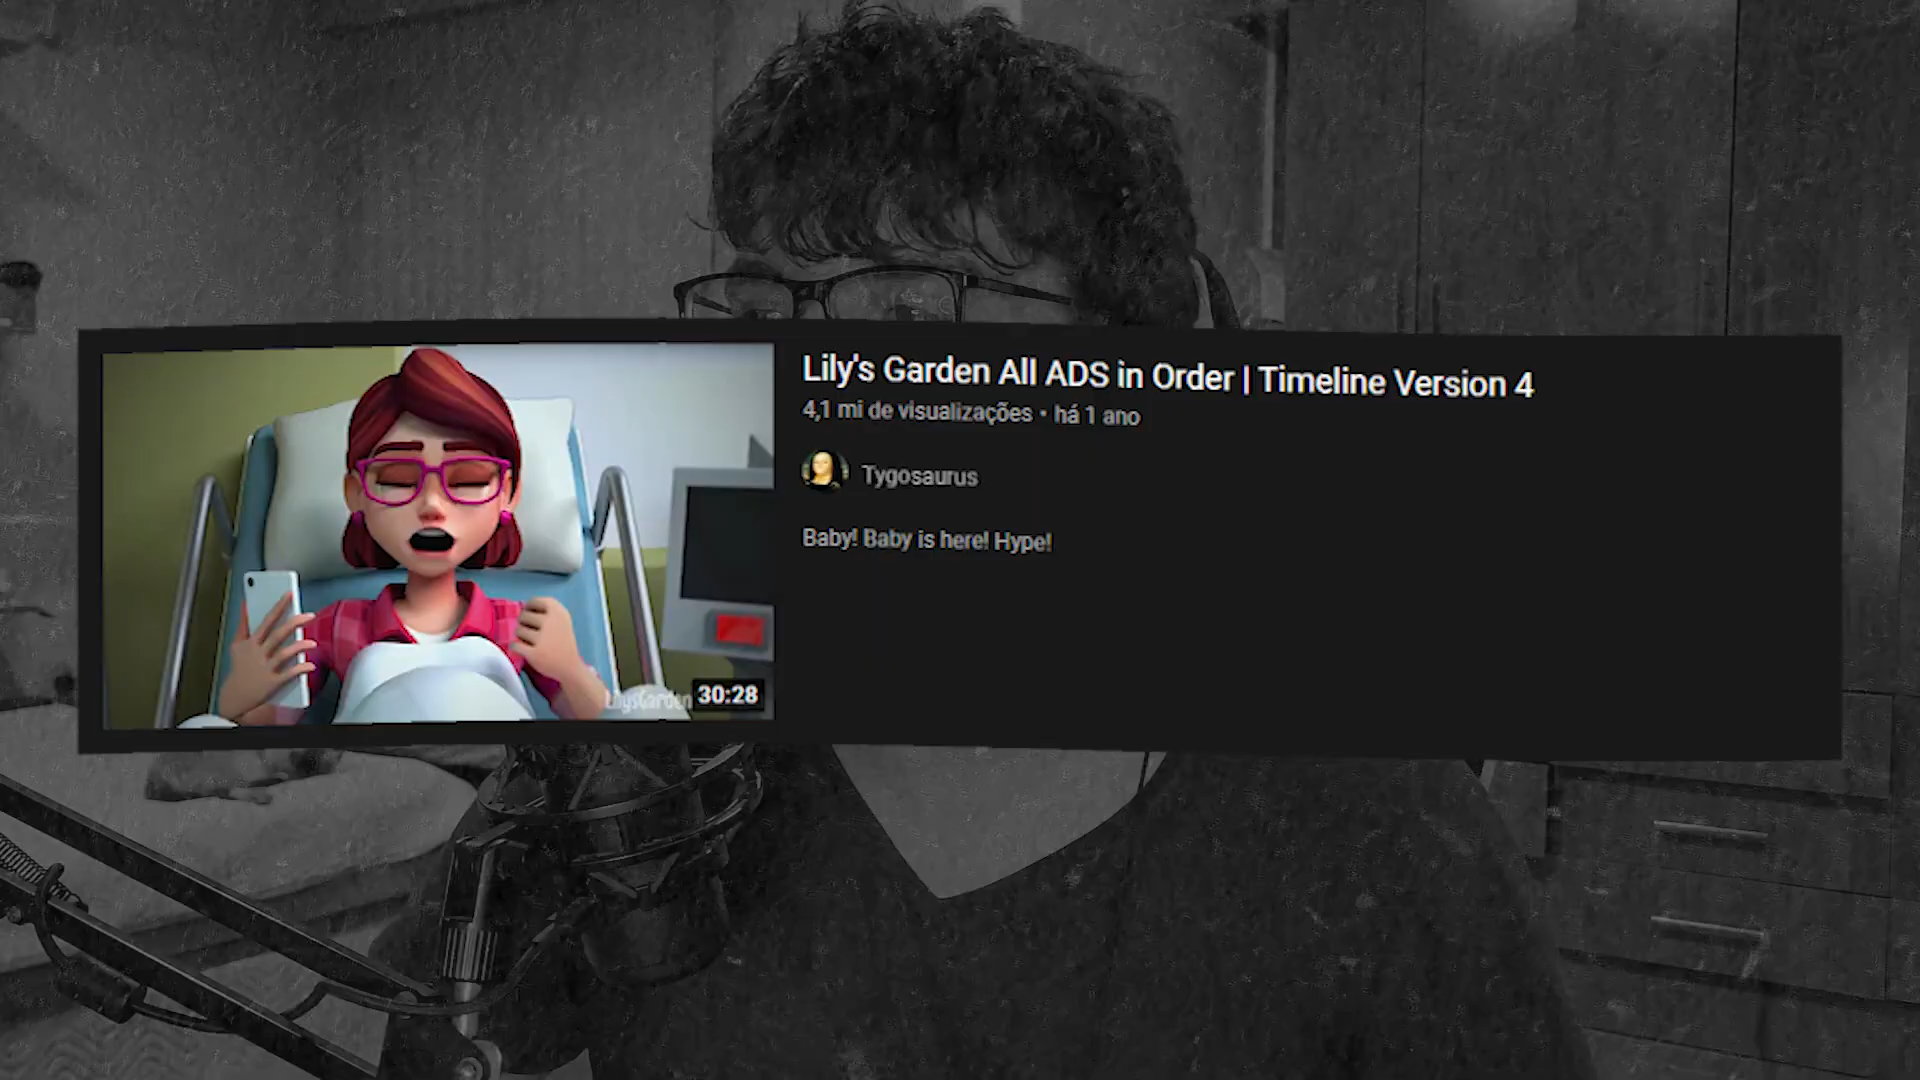 Lily's Garden All ADS in Order | Timeline Version 4
4,1 mi de visualizações • há 1 ano
Tygosaurus
Baby! Baby is here! Hype!
LilysGarden
30:28